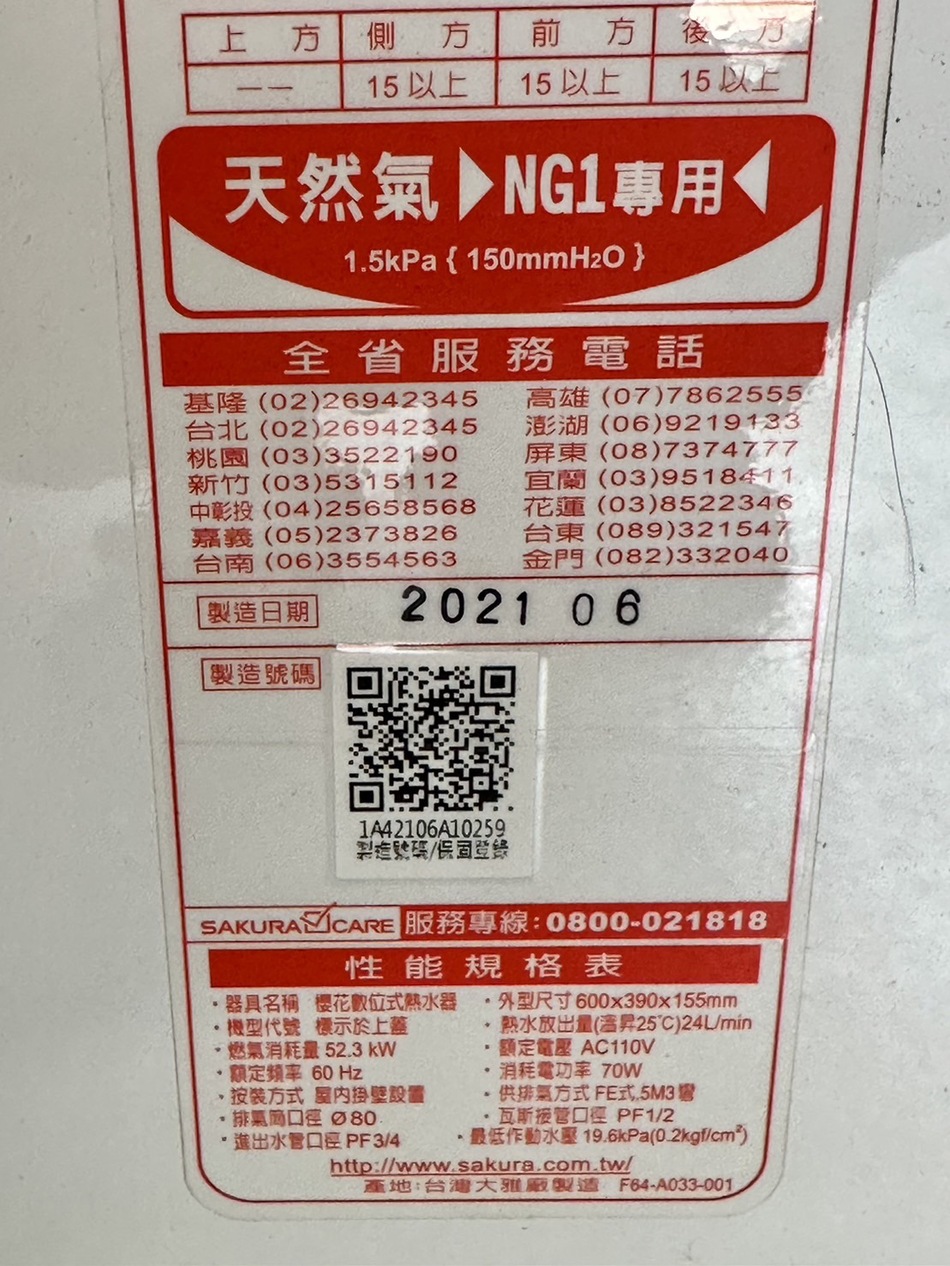 上方 側方 前方 後方
—— 15以上 15以上 15以上
天然氣▶NG1專用◀
1.5kPa { 150mmH₂O }
全省服務電話
基隆 (02)26942345 高雄 (07)7862555
台北 (02)26942345 澎湖 (06)9219133
桃園 (03)3522190 屏東 (08)7374777
新竹 (03)5315112 宜蘭 (03)9518411
中彰投 (04)25658568 花蓮 (03)8522346
嘉義 (05)2373826 台東 (089)321547
台南 (06)3554563 金門 (082)332040
製造日期 2021 06
製造號碼
1A42106A10259
製造號碼/保固登錄
SAKURA CARE 服務專線:0800-021818
性能規格表
・器具名稱 櫻花數位式熱水器 ・外型尺寸 600x390x155mm
・機型代號 標示於上蓋 ・熱水放出量(溫昇25℃)24L/min
・燃氣消耗量 52.3 kW ・額定電壓 AC110V
・額定頻率 60 Hz ・消耗電功率 70W
・按裝方式 屋內掛壁設置 ・供排氣方式 FE式,5M3彎
・排氣筒口徑 Ø80 ・瓦斯接管口徑 PF1/2
・進出水管口徑 PF3/4 ・最低作動水壓 19.6kPa(0.2kgf/cm²)
http://www.sakura.com.tw/
產地:台灣大雅廠製造 F64-A033-001